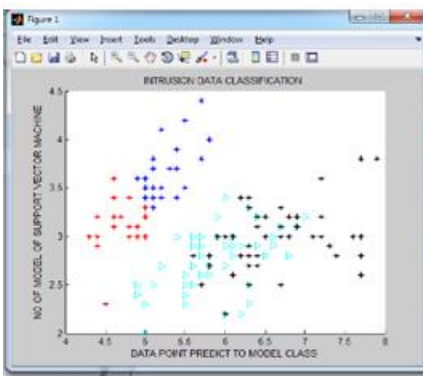 Figure 1
File Edit View Insert Tools Desktop Window Help
INTRUSION DATA CLASSIFICATION
NO OF MODEL OF SUPPORT VECTOR MACHINE
4.5
4
3.5
3
2.5
2
4 4.5 5 5.5 6 6.5 7 7.5 8
DATA POINT PREDICT TO MODEL CLASS